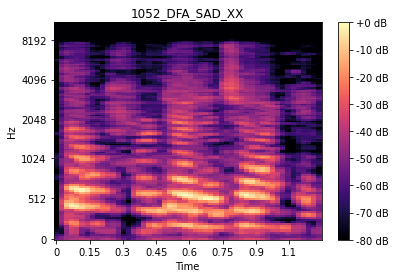 1052_DFA_SAD_XX
Hz
8192
4096
2048
1024
512
0
0 0.15 0.3 0.45 0.6 0.75 0.9 1.1
Time
+0 dB
-10 dB
-20 dB
-30 dB
-40 dB
-50 dB
-60 dB
-70 dB
-80 dB